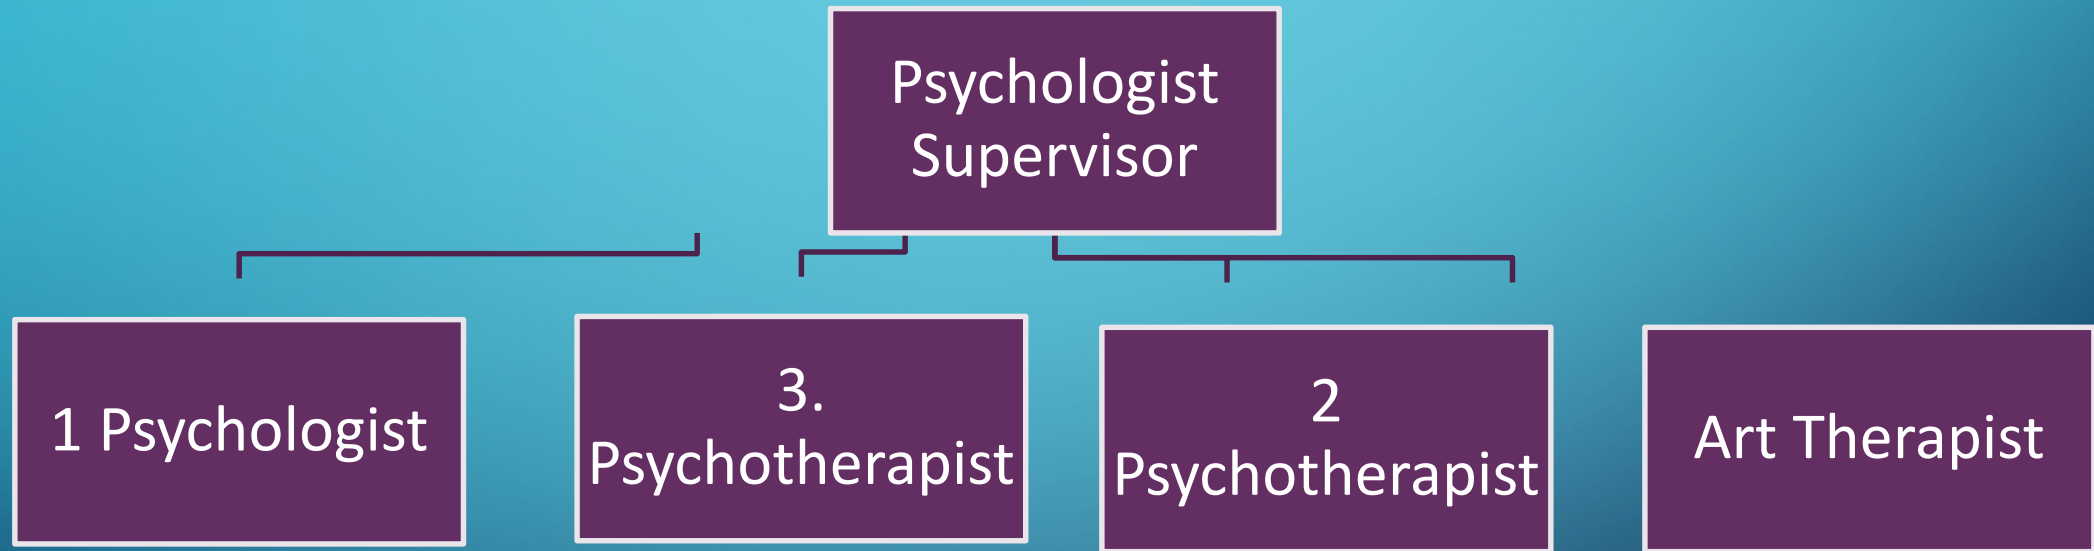 Psychologist
Supervisor
1 Psychologist
3.
Psychotherapist
2
Psychotherapist
Art Therapist